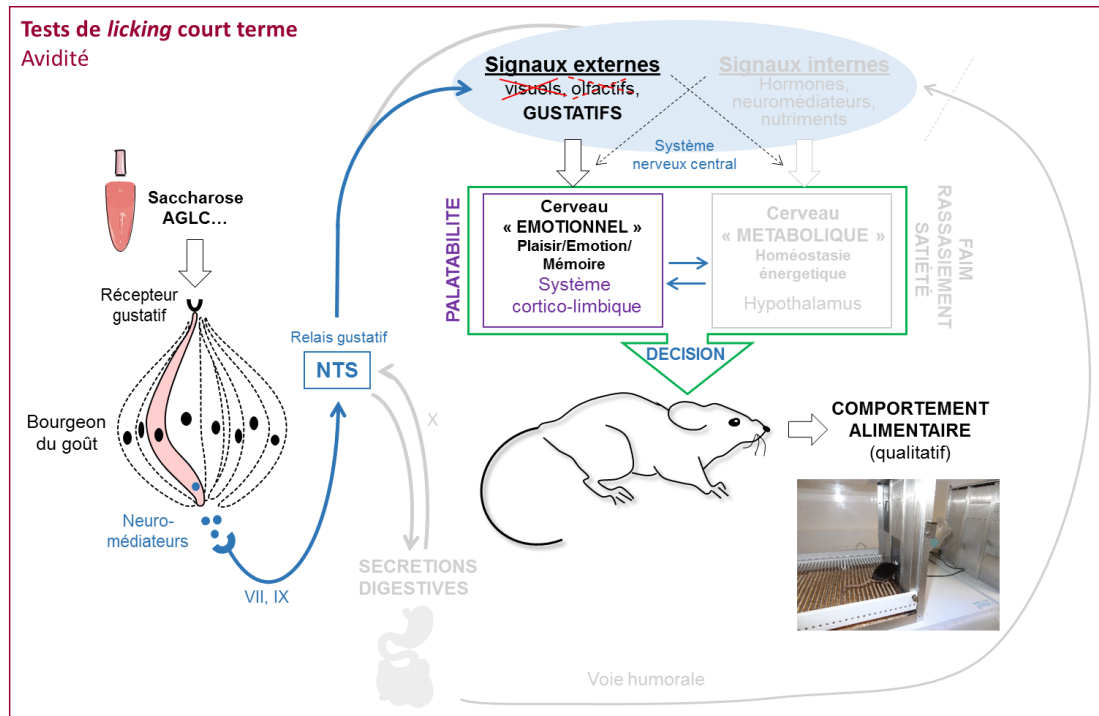 Tests de licking court terme
Avidité
Signaux externes
visuels, olfactifs,
GUSTATIFS
Signaux internes
Hormones,
neuromédiateurs,
nutriments
Système
nerveux central
Saccharose
AGLC...
Récepteur
gustatif
Bourgeon
du goût
Neuro-
médiateurs
VII, IX
Relais gustatif
NTS
X
SECRETIONS
DIGESTIVES
PALATABILITE
Cerveau
« EMOTIONNEL »
Plaisir/Emotion/
Mémoire
Système
cortico-limbique
Cerveau
« METABOLIQUE »
Homéostasie
énergetique
Hypothalamus
FAIM
RASSASIEMENT
SATIÉTÉ
DECISION
COMPORTEMENT
ALIMENTAIRE
(qualitatif)
Voie humorale